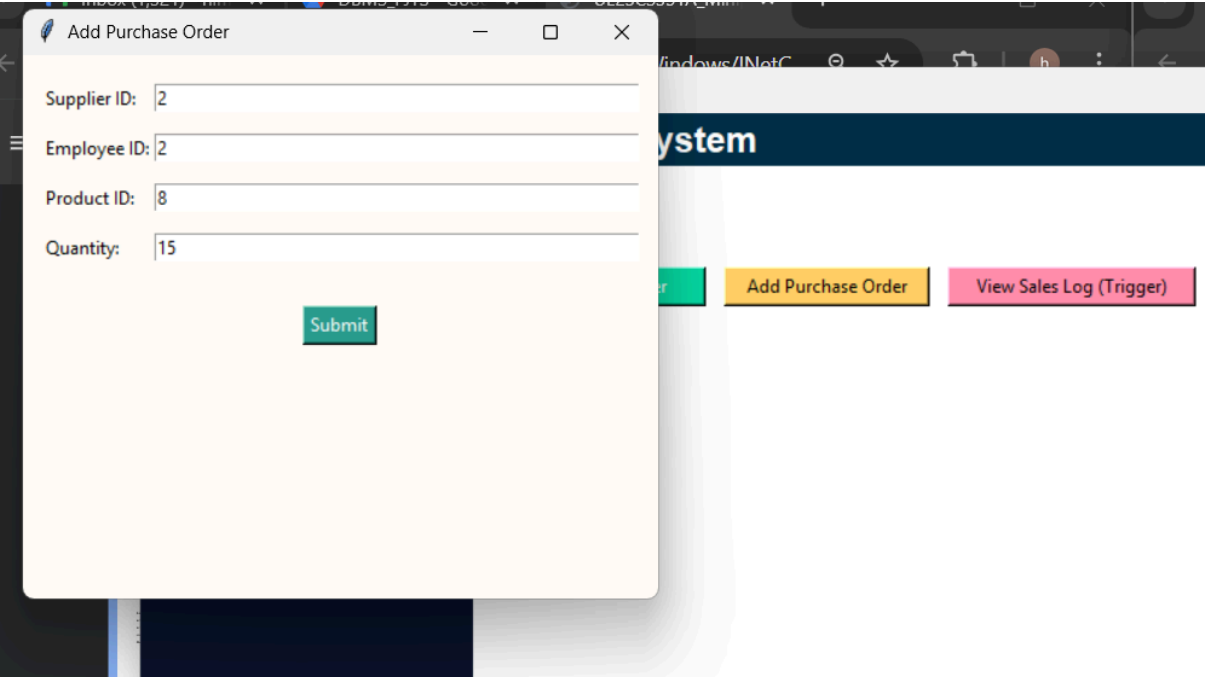 Add Purchase Order
Supplier ID: 2
Employee ID: 2
Product ID: 8
Quantity: 15
Submit
h
ystem
er
Add Purchase Order
View Sales Log (Trigger)